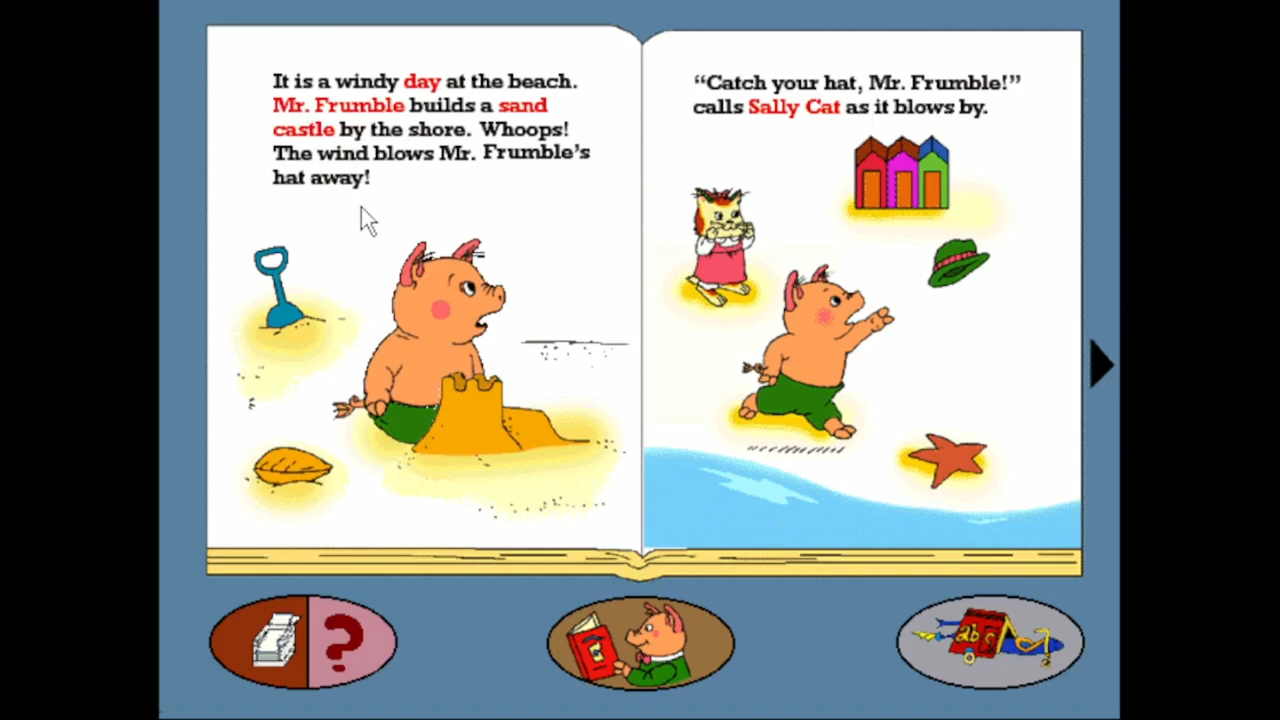 It is a windy day at the beach.
Mr. Frumble builds a sand
castle by the shore. Whoops!
The wind blows Mr. Frumble's
hat away!
“Catch your hat, Mr. Frumble!”
calls Sally Cat as it blows by.
?
abc